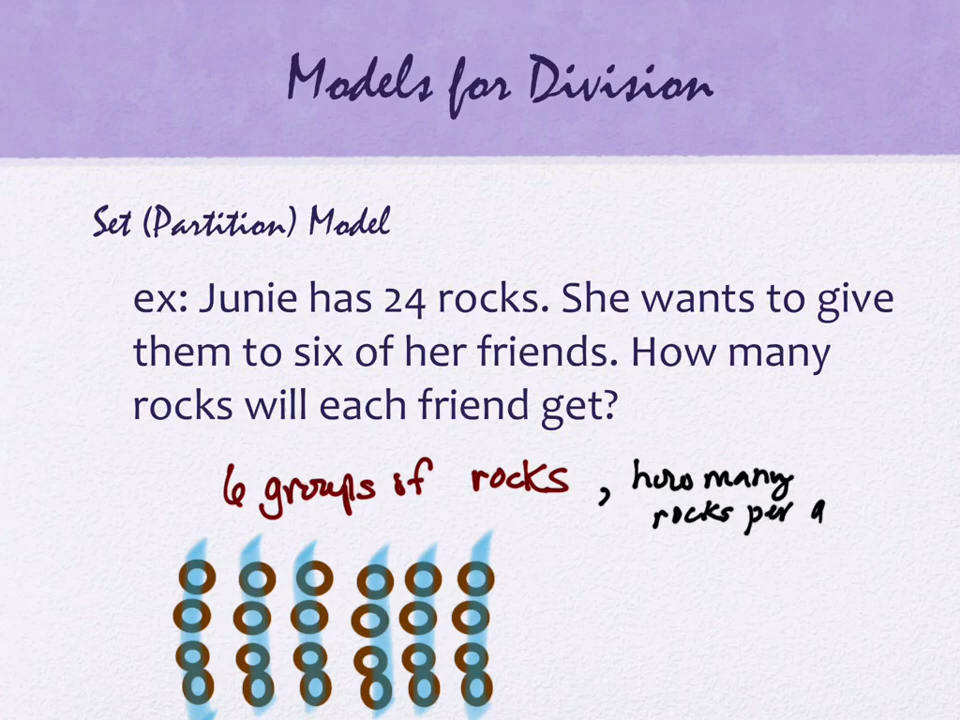 Models for Division
Set (Partition) Model
ex: Junie has 24 rocks. She wants to give
them to six of her friends. How many
rocks will each friend get?
6 groups of rocks, how many
rocks per g